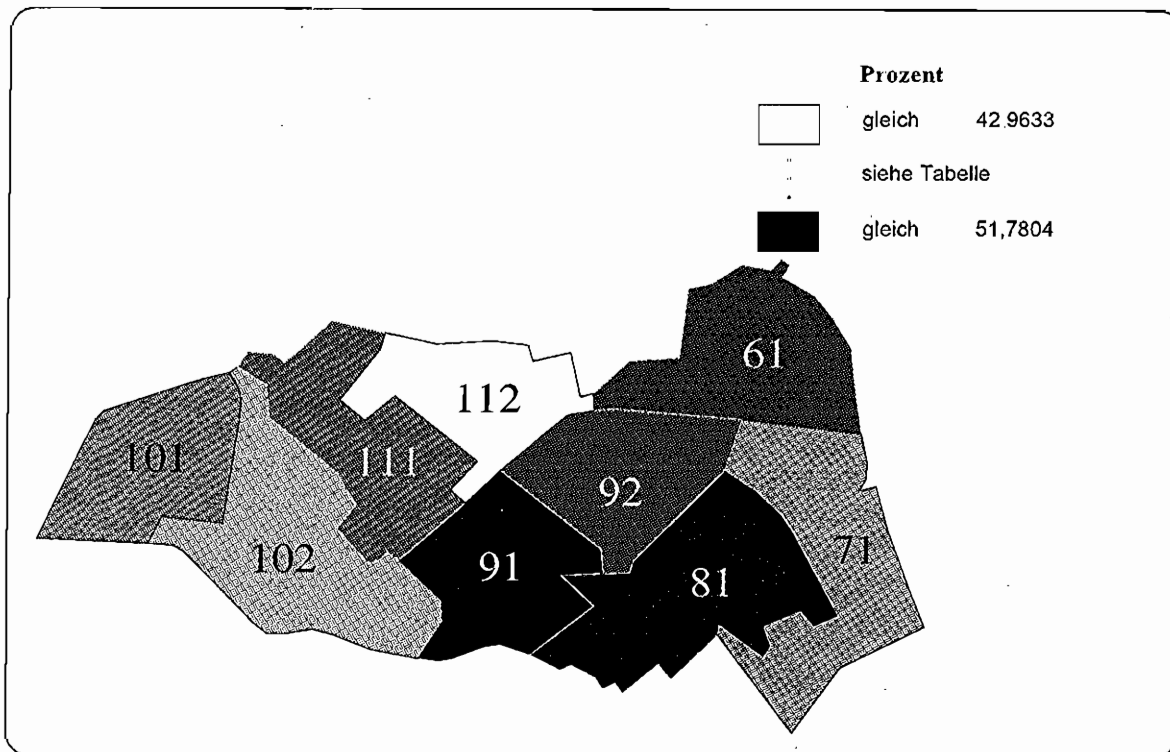 Prozent
gleich 42.9633
siehe Tabelle
gleich 51,7804
61
112
101
111
92
102
91
81
71